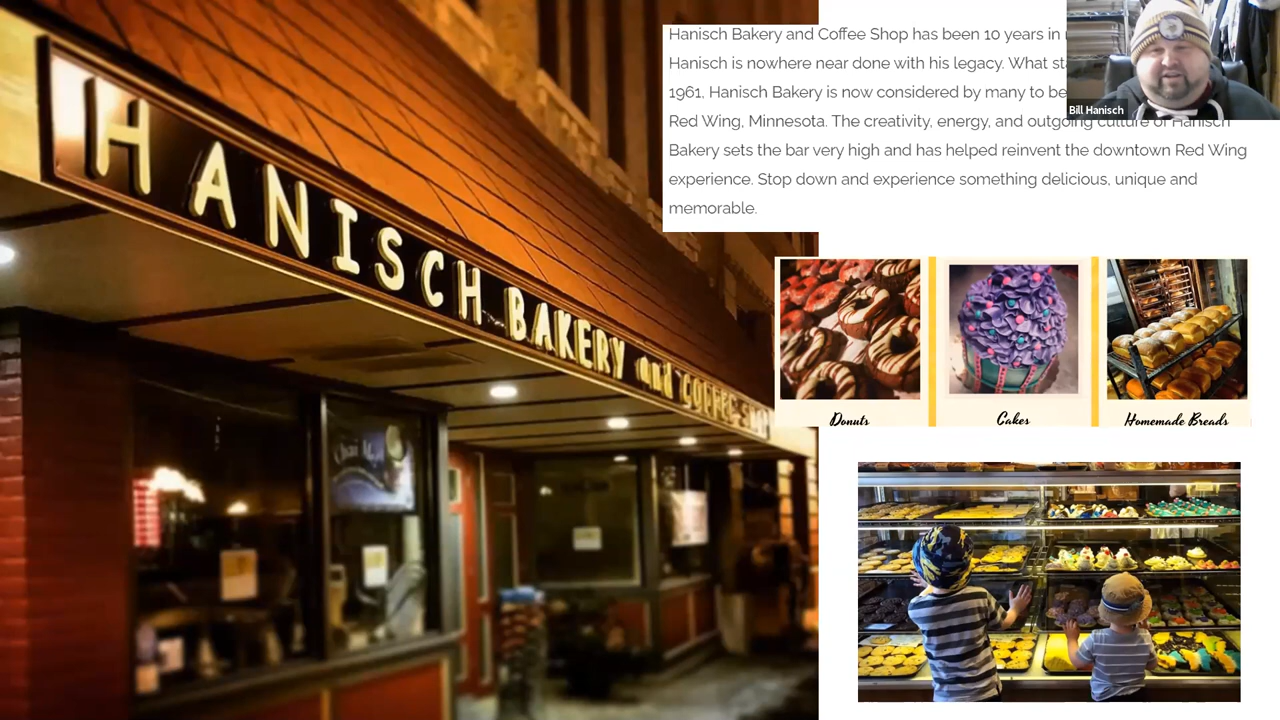 HANISCH BAKERY and COFFEE SHOP
Hanisch Bakery and Coffee Shop has been 10 years in
Hanisch is nowhere near done with his legacy. What
1961, Hanisch Bakery is now considered by many to be
Bill Hanisch
Red Wing, Minnesota. The creativity, energy, and outgoing culture of Hanisch
Bakery sets the bar very high and has helped reinvent the downtown Red Wing
experience. Stop down and experience something delicious, unique and
memorable.
Donuts
Cakes
Homemade Breads